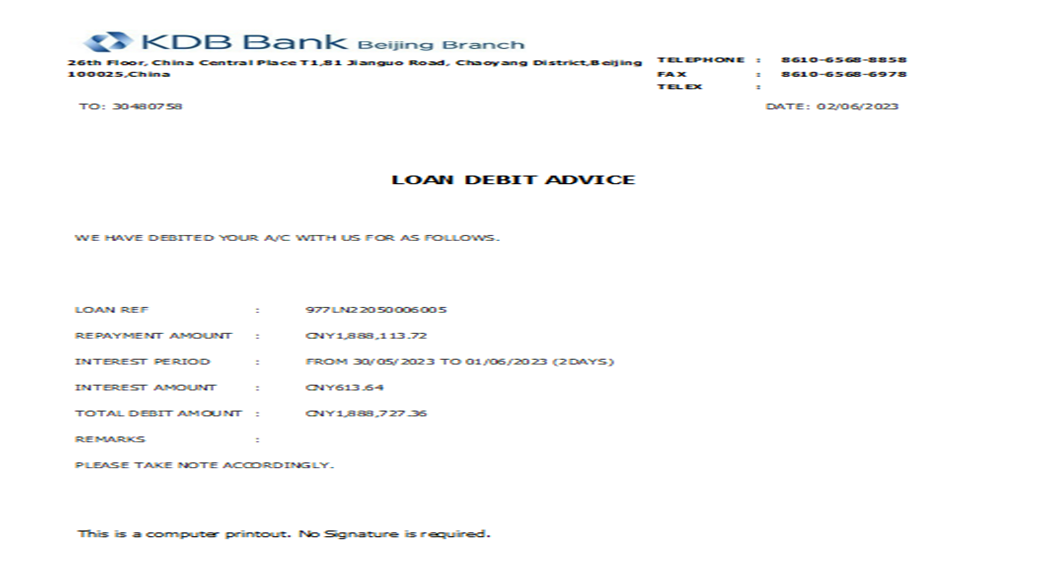 KDB Bank Beijing Branch
26th Floor, China Central Place T1,81 Jianguo Road, Chaoyang District,Beijing
100025,China
TELEPHONE : 8610-6568-8858
FAX : 8610-6568-6978
TELEX :
TO: 30480758 DATE: 02/06/2023
LOAN DEBIT ADVICE
WE HAVE DEBITED YOUR A/C WITH US FOR AS FOLLOWS.
LOAN REF : 977LN22050006005
REPAYMENT AMOUNT : CNY1,888,113.72
INTEREST PERIOD : FROM 30/05/2023 TO 01/06/2023 (2DAYS)
INTEREST AMOUNT : CNY613.64
TOTAL DEBIT AMOUNT : CNY1,888,727.36
REMARKS :
PLEASE TAKE NOTE ACCORDINGLY.
This is a computer printout. No Signature is required.